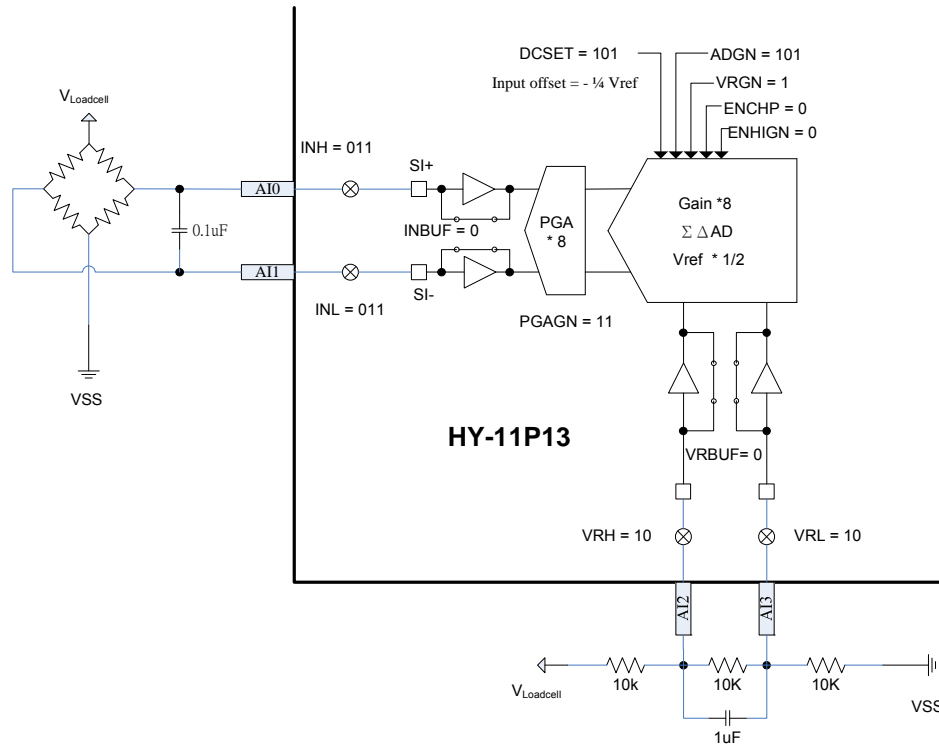 DCSET = 101
ADGN = 101
Input offset = - ¼ Vref
VRGN = 1
ENCHP = 0
ENHIGN = 0
VLoadcell
INH = 011
SI+
AI0
INBUF = 0
PGA
* 8
Gain *8
Σ Δ AD
Vref * 1/2
0.1uF
AI1
SI-
INL = 011
PGAGN = 11
VSS
HY-11P13
VRBUF= 0
VRH = 10
VRL = 10
AI2
AI3
VLoadcell
10k
10K
10K
VSS
1uF